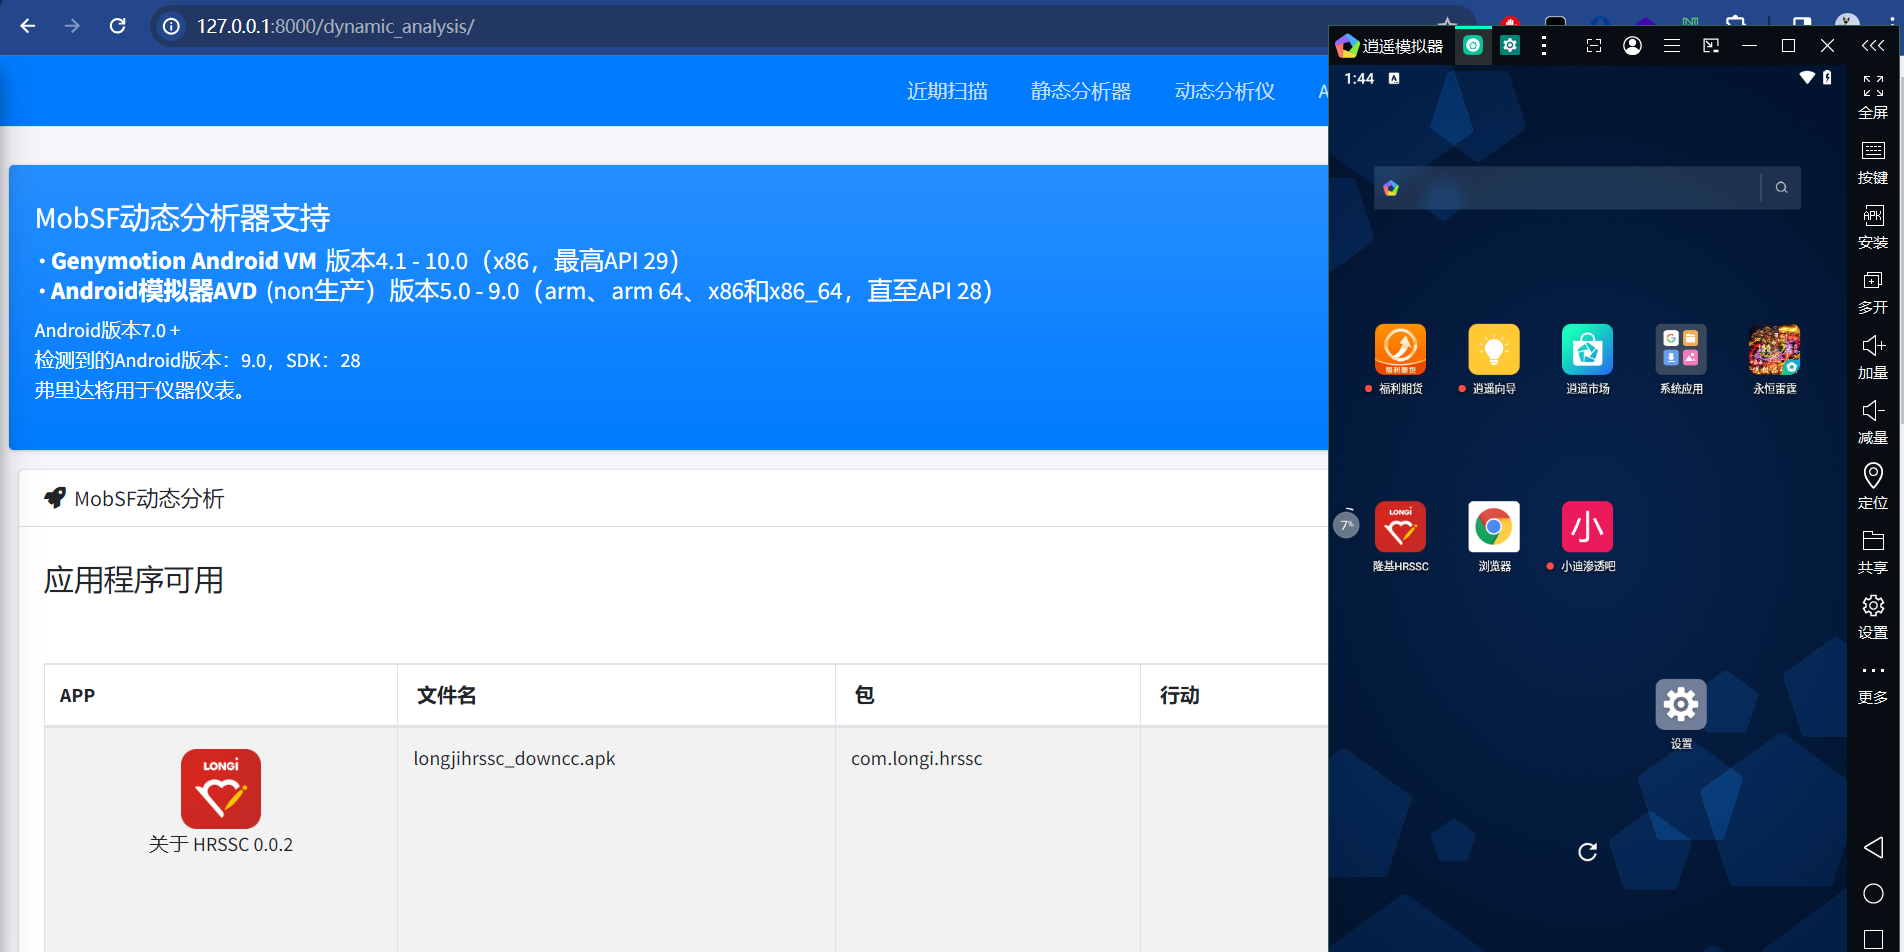 127.0.0.1:8000/dynamic_analysis/
近期扫描
静态分析器
动态分析仪
A
MobSF动态分析器支持
• Genymotion Android VM 版本4.1 - 10.0（x86，最高API 29）
• Android模拟器AVD (non生产）版本5.0 - 9.0（arm、arm 64、x86和x86_64，直至API 28）
Android版本7.0 +
检测到的Android版本：9.0，SDK：28
弗里达将用于仪器仪表。
MobSF动态分析
应用程序可用
APP
文件名
包
行动
LONGi
longjihrssc_downcc.apk
com.longi.hrssc
关于 HRSSC 0.0.2
逍遥模拟器
1:44
A
福利期货
福利期货
逍遥向导
逍遥市场
G
系统应用
永恒雷霆
7%
LONGi
隆基HRSSC
浏览器
小
小迪渗透吧
设置
全屏
按键
APK
安装
多开
加量
减量
定位
共享
设置
更多